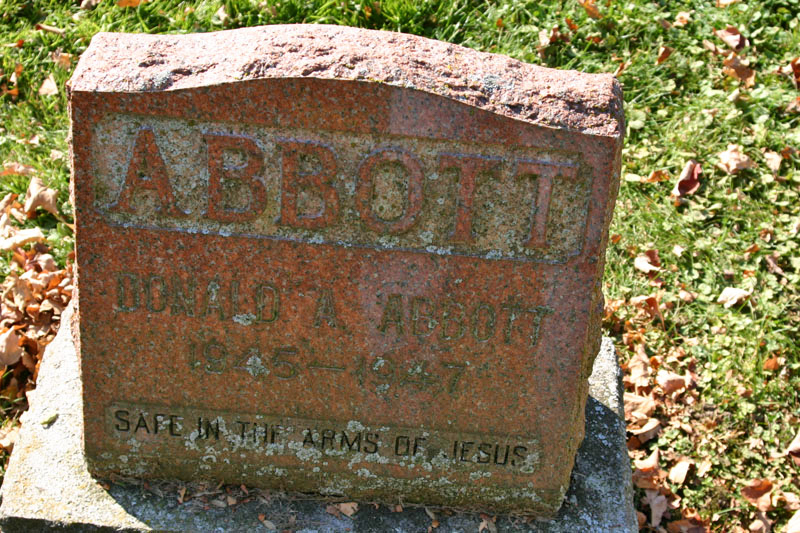 ABBOTT
DONALD A. ABBOTT
1945–1947
SAFE IN THE ARMS OF JESUS